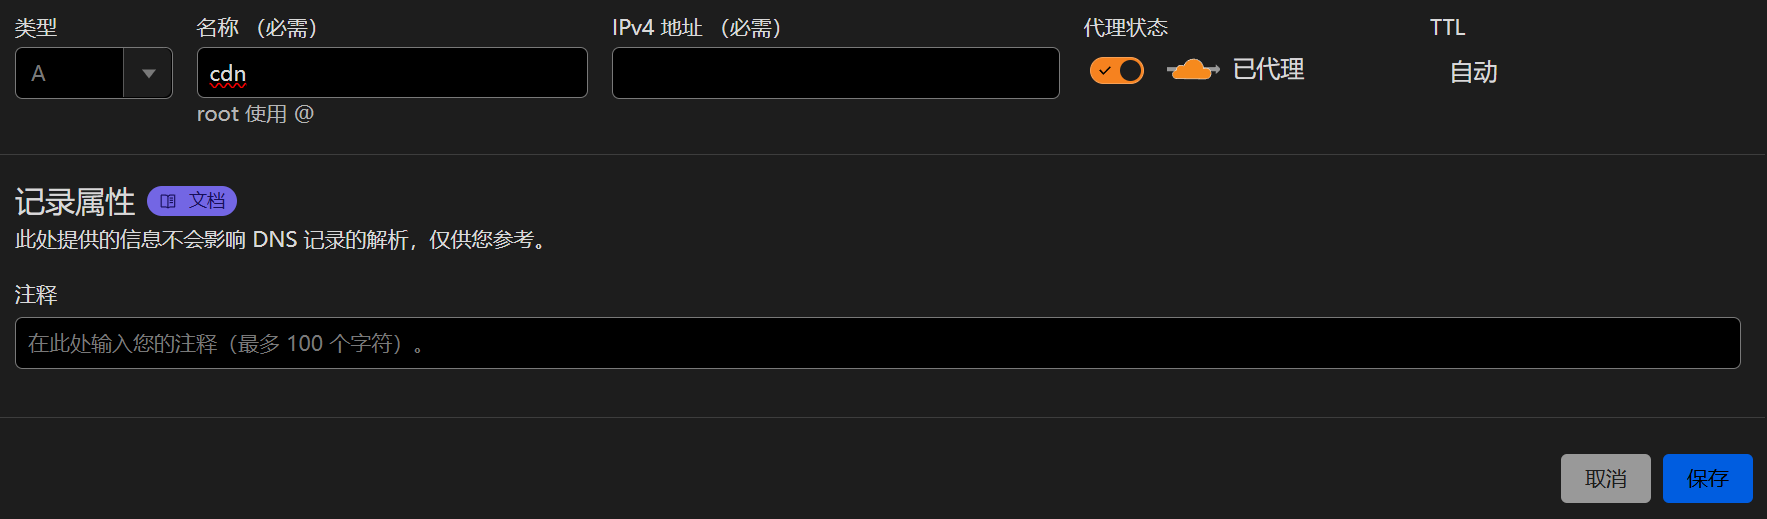 类型 名称 （必需） IPv4 地址 （必需） 代理状态 TTL
A cdn 已代理 自动
root 使用 @
记录属性 文档
此处提供的信息不会影响 DNS 记录的解析，仅供您参考。
注释
在此处输入您的注释（最多 100 个字符）。
取消 保存